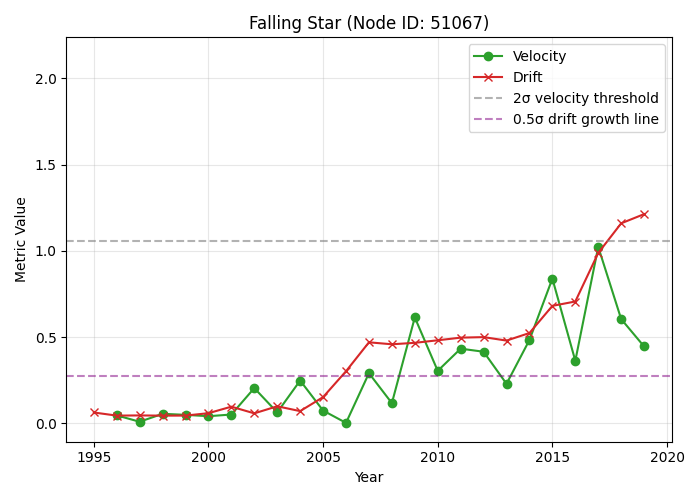 Falling Star (Node ID: 51067)
Velocity
Drift
2σ velocity threshold
0.5σ drift growth line
Metric Value
2.0
1.5
1.0
0.5
0.0
1995 2000 2005 2010 2015 2020
Year